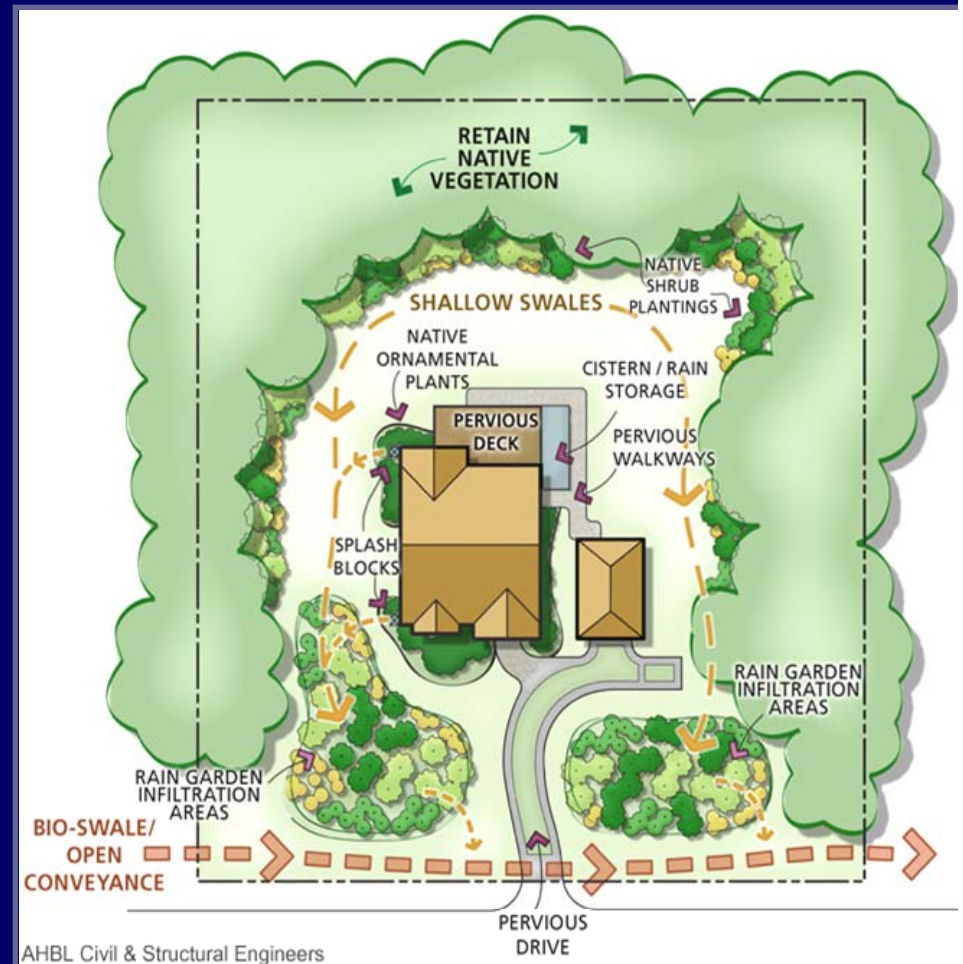 RETAIN
NATIVE
VEGETATION
NATIVE
SHRUB
PLANTINGS
SHALLOW SWALES
NATIVE
ORNAMENTAL
PLANTS
CISTERN / RAIN
STORAGE
PERVIOUS
DECK
PERVIOUS
WALKWAYS
SPLASH
BLOCKS
RAIN GARDEN
INFILTRATION
AREAS
RAIN GARDEN
INFILTRATION
AREAS
BIO-SWALE/
OPEN
CONVEYANCE
PERVIOUS
DRIVE
AHBL Civil & Structural Engineers